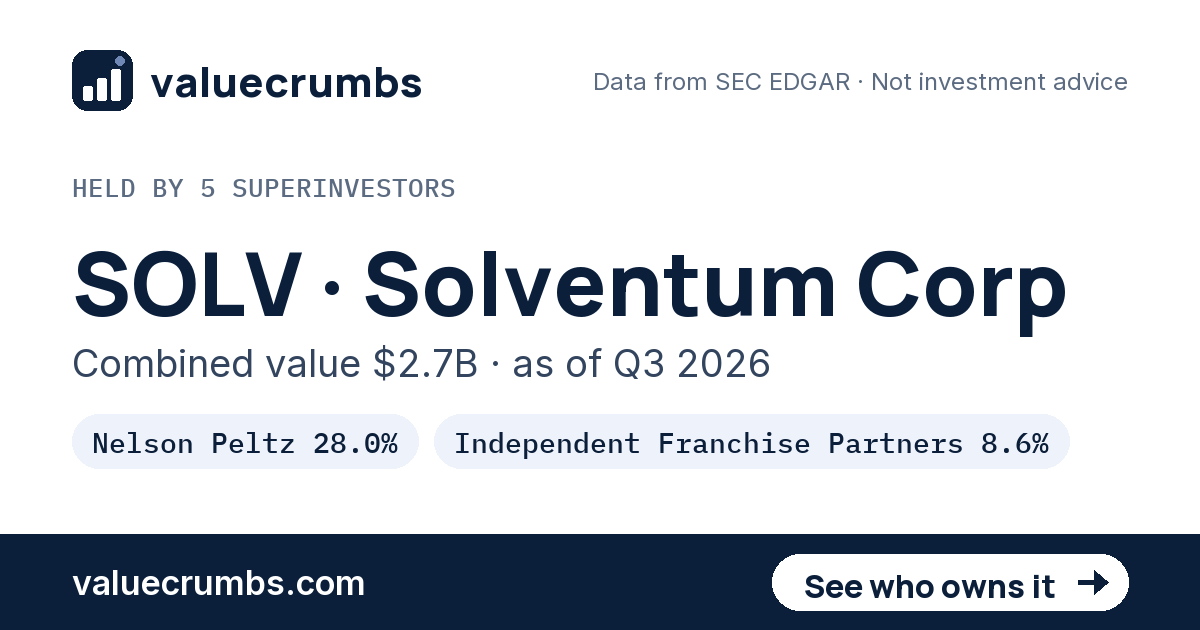 valuecrumbs
Data from SEC EDGAR · Not investment advice
HELD BY 5 SUPERINVESTORS
SOLV · Solventum Corp
Combined value $2.7B · as of Q3 2026
Nelson Peltz 28.0%
Independent Franchise Partners 8.6%
valuecrumbs.com
See who owns it →